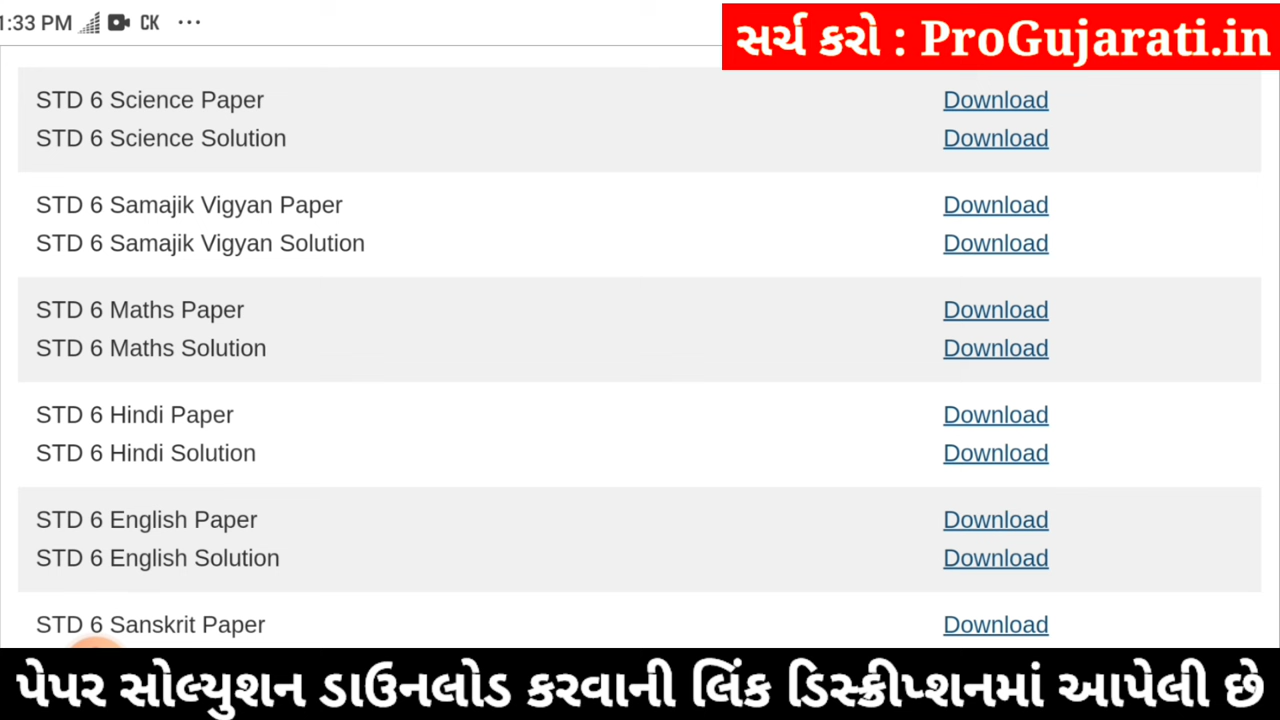 1:33 PM CK ...
સર્ચ કરો : ProGujarati.in
STD 6 Science Paper Download
STD 6 Science Solution Download
STD 6 Samajik Vigyan Paper Download
STD 6 Samajik Vigyan Solution Download
STD 6 Maths Paper Download
STD 6 Maths Solution Download
STD 6 Hindi Paper Download
STD 6 Hindi Solution Download
STD 6 English Paper Download
STD 6 English Solution Download
STD 6 Sanskrit Paper Download
પેપર સોલ્યુશન ડાઉનલોડ કરવાની લિંક ડિસ્ક્રીપ્શનમાં આપેલી છે